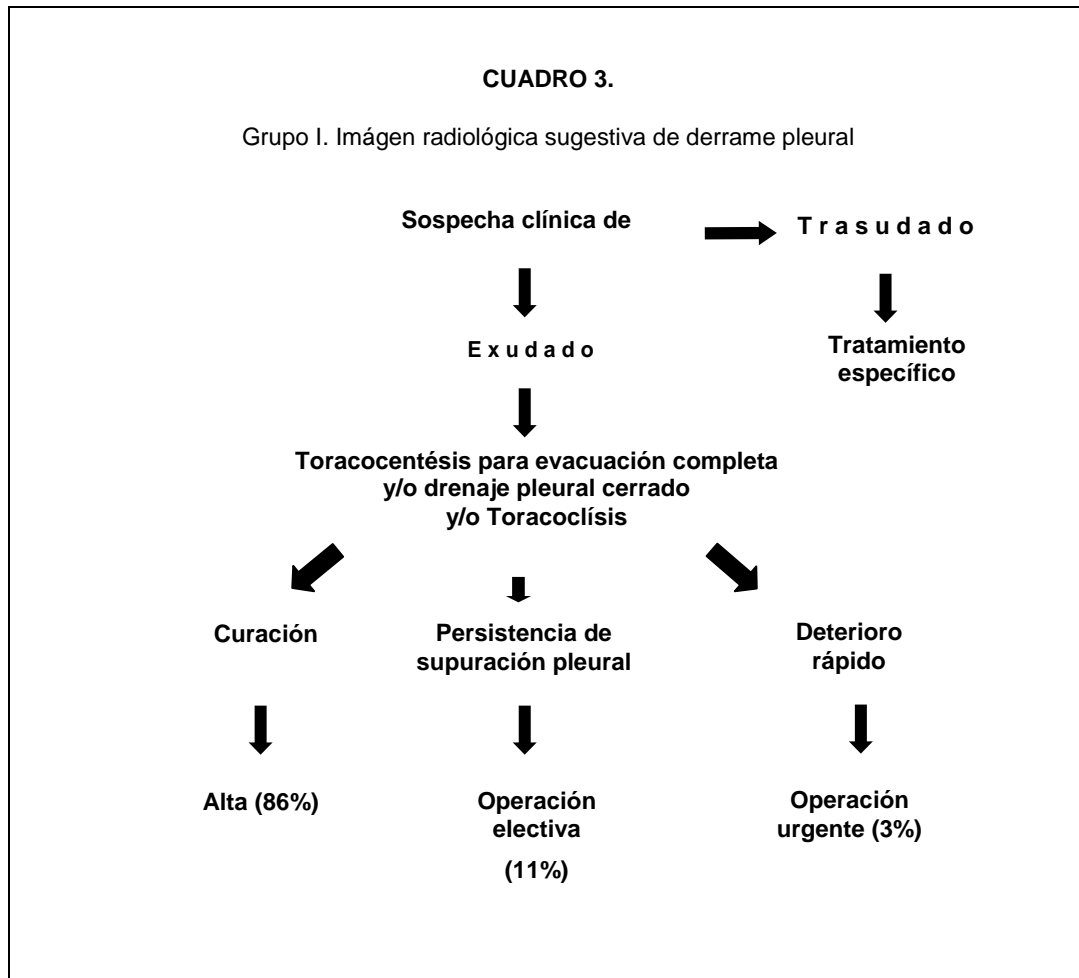 CUADRO 3.
Grupo I. Imágen radiológica sugestiva de derrame pleural
Sospecha clínica de
T r a s u d a d o
E x u d a d o
Tratamiento
específico
Toracocentésis para evacuación completa
y/o drenaje pleural cerrado
y/o Toracoclísis
Curación
Persistencia de
supuración pleural
Deterioro
rápido
Alta (86%)
Operación
electiva
(11%)
Operación
urgente (3%)